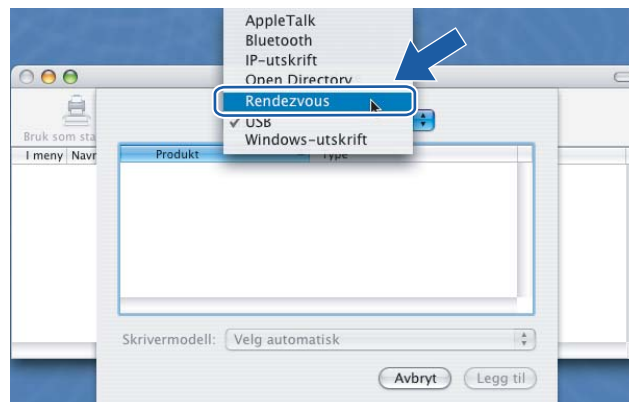 AppleTalk
Bluetooth
IP-utskrift
Open Directory
Rendezvous
✓ USB
Windows-utskrift
Bruk som sta
I meny Navr
Produkt Type
Skrivermodell: Velg automatisk
Avbryt Legg til